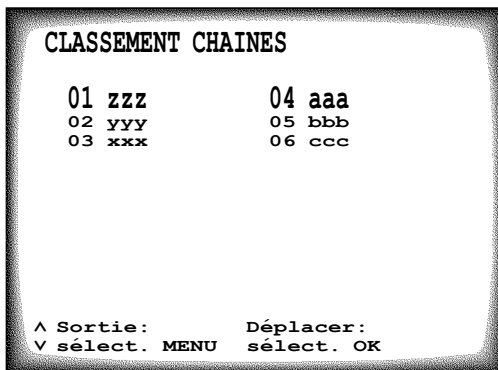 CLASSEMENT CHAINES
01 zzz 04 aaa
02 yyy 05 bbb
03 xxx 06 ccc
∧ Sortie: Déplacer:
∨ sélect. MENU sélect. OK